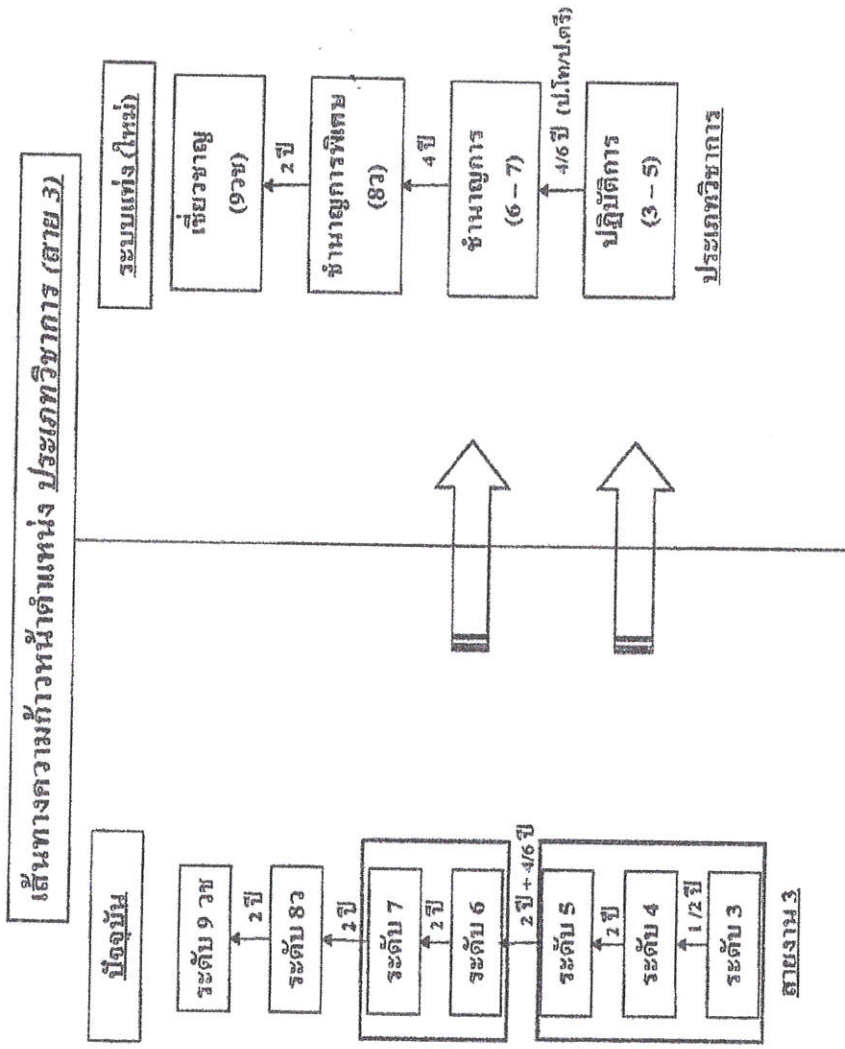 เส้นทางความก้าวหน้าตำแหน่ง ประเภทวิชาการ (สาย 3)
ปัจจุบัน
ระดับ 9 วช
2 ปี
ระดับ 8ว
2 ปี
ระดับ 7
2 ปี
ระดับ 6
2 ปี + 4/6 ปี
ระดับ 5
2 ปี
ระดับ 4
1 /2 ปี
ระดับ 3
สายงาน 3
ระบบแท่ง (ใหม่)
เชี่ยวชาญ
(9วช)
2 ปี
ชำนาญการพิเศษ
(8ว)
4 ปี
ชำนาญการ
(6 – 7)
4/6 ปี (ป.โท/ป.ตรี)
ปฏิบัติการ
(3 – 5)
ประเภทวิชาการ